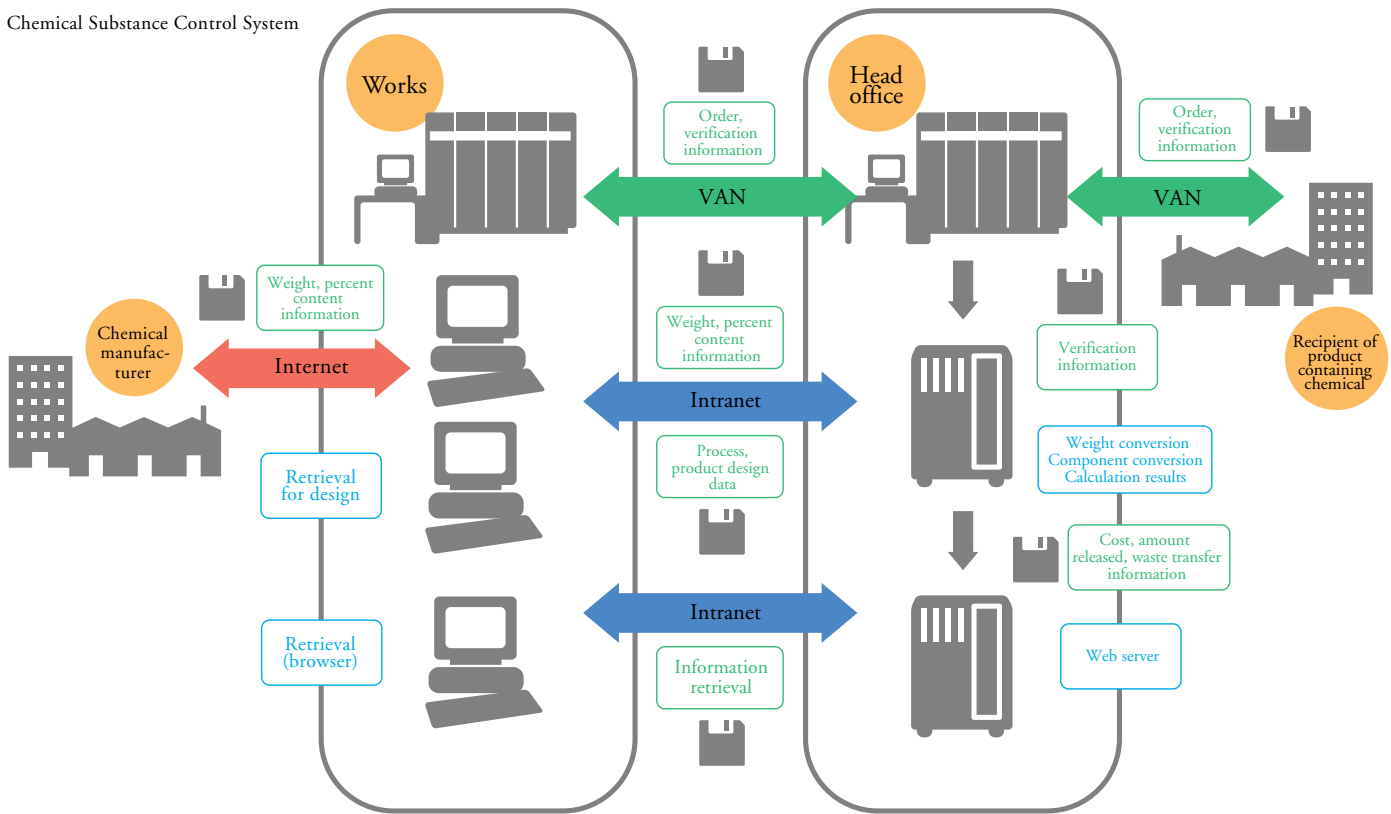 Chemical Substance Control System
Works
Order,
verification
information
VAN
Head
office
Order,
verification
information
VAN
Weight, percent
content
information
Chemical
manufac-
turer
Internet
Weight, percent
content
information
Intranet
Verification
information
Recipient of
product
containing
chemical
Retrieval
for design
Process,
product design
data
Weight conversion
Component conversion
Calculation results
Cost, amount
released, waste transfer
information
Intranet
Retrieval
(browser)
Information
retrieval
Web server